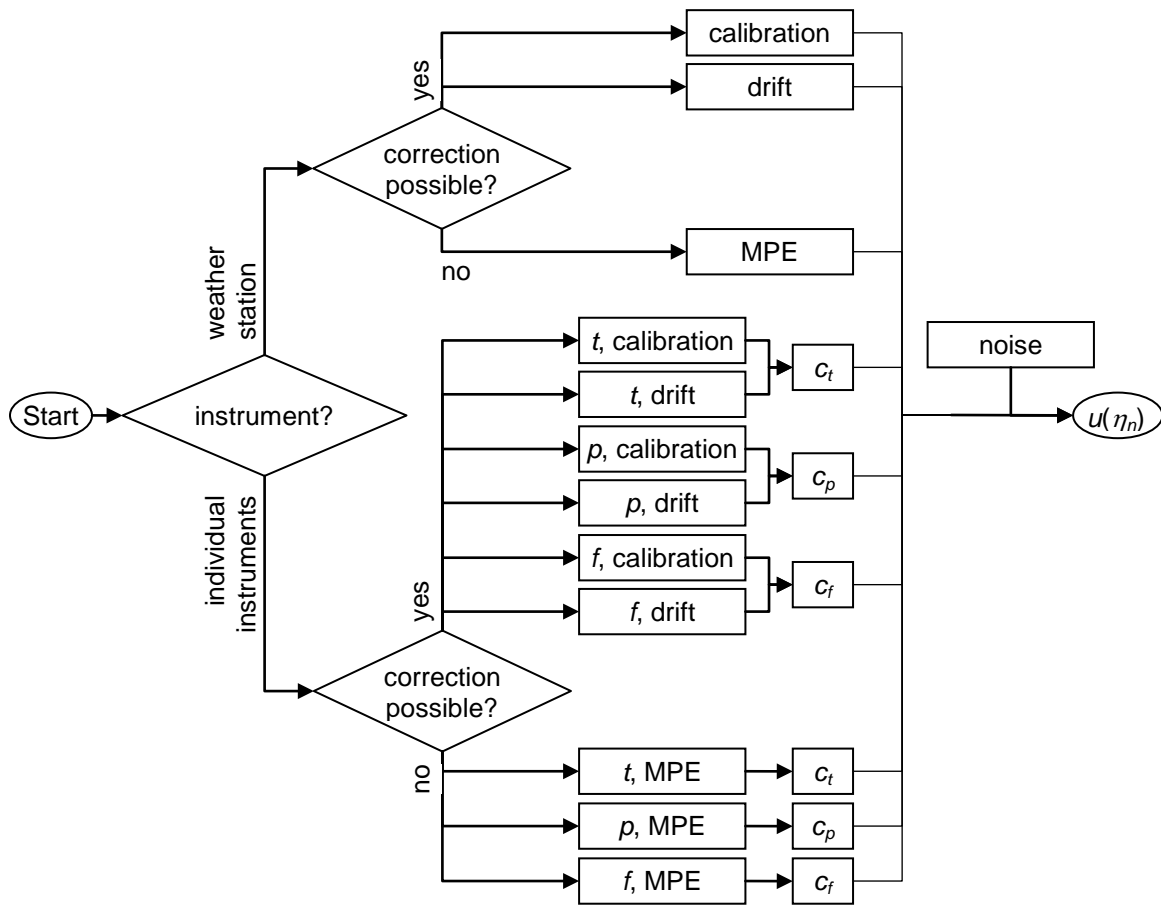 calibration
drift
yes
correction
possible?
MPE
no
weather
station
t, calibration
t, drift
c_t
noise
Start
instrument?
u(η_n)
p, calibration
p, drift
c_p
individual
instruments
f, calibration
f, drift
c_f
yes
correction
possible?
no
t, MPE
c_t
p, MPE
c_p
f, MPE
c_f